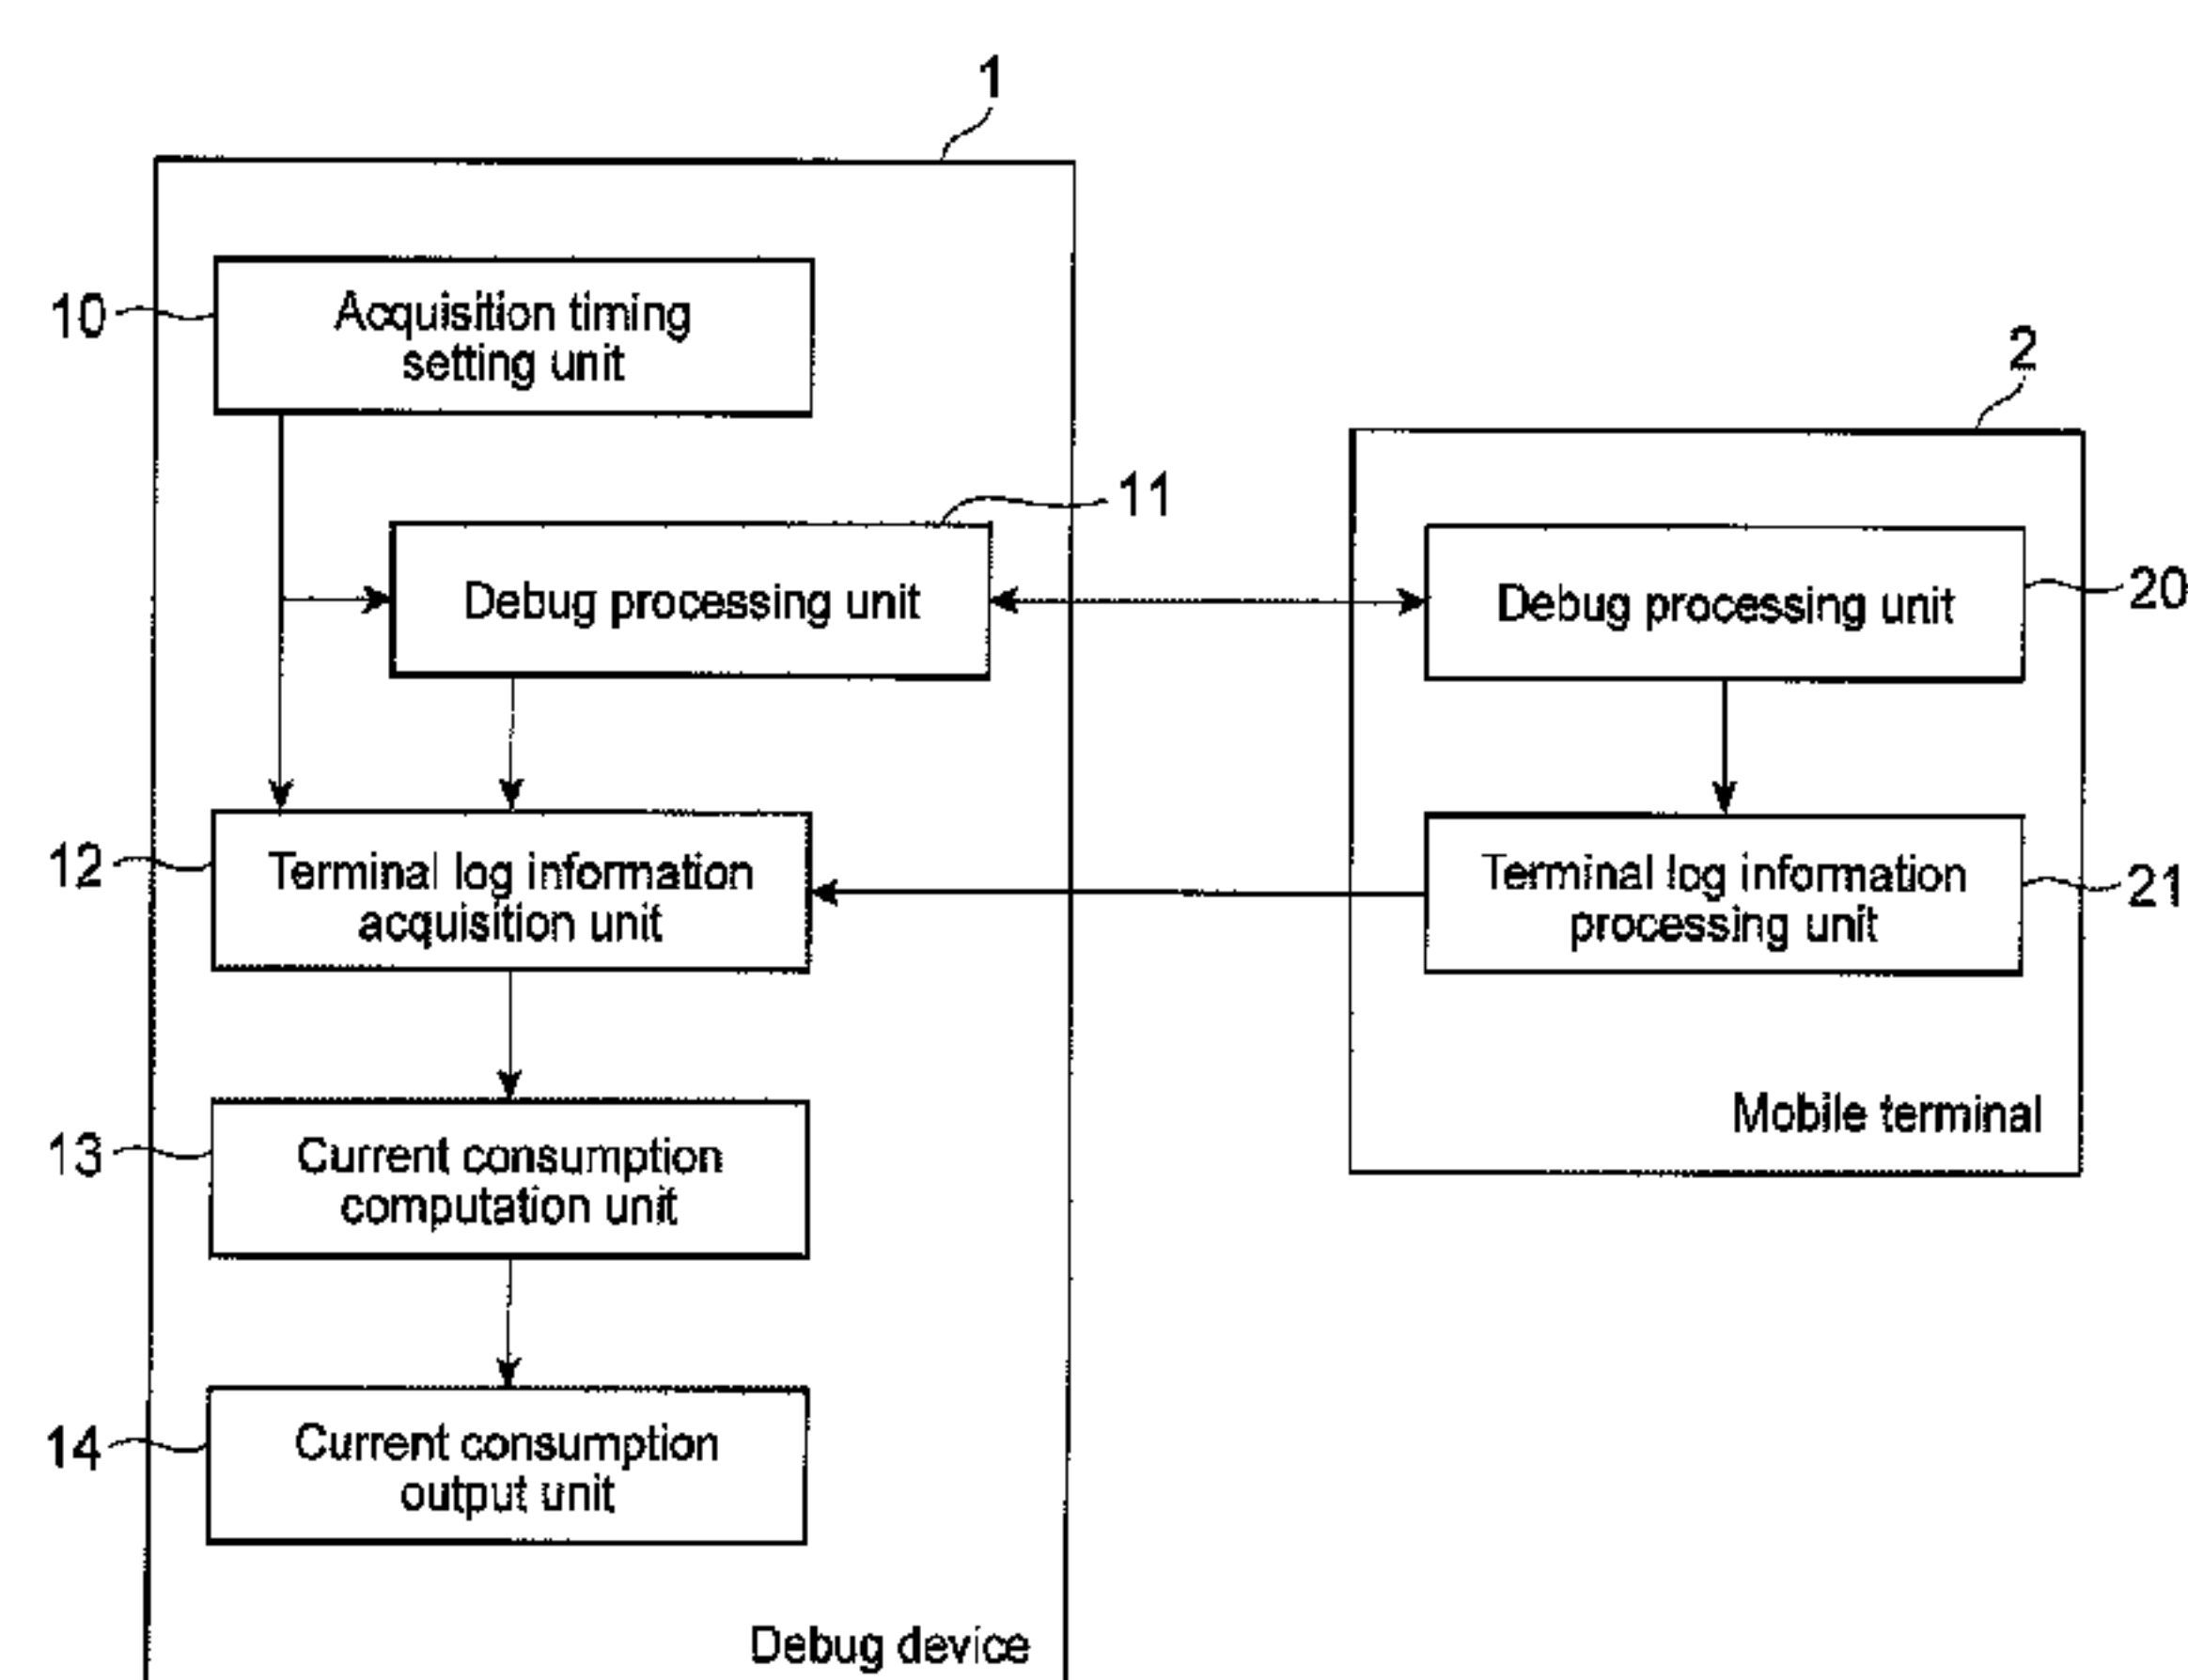 1
10
Acquisition timing
setting unit
2
11
Debug processing unit
Debug processing unit
20
12
Terminal log information
acquisition unit
Terminal log information
processing unit
21
13
Current consumption
computation unit
Mobile terminal
14
Current consumption
output unit
Debug device